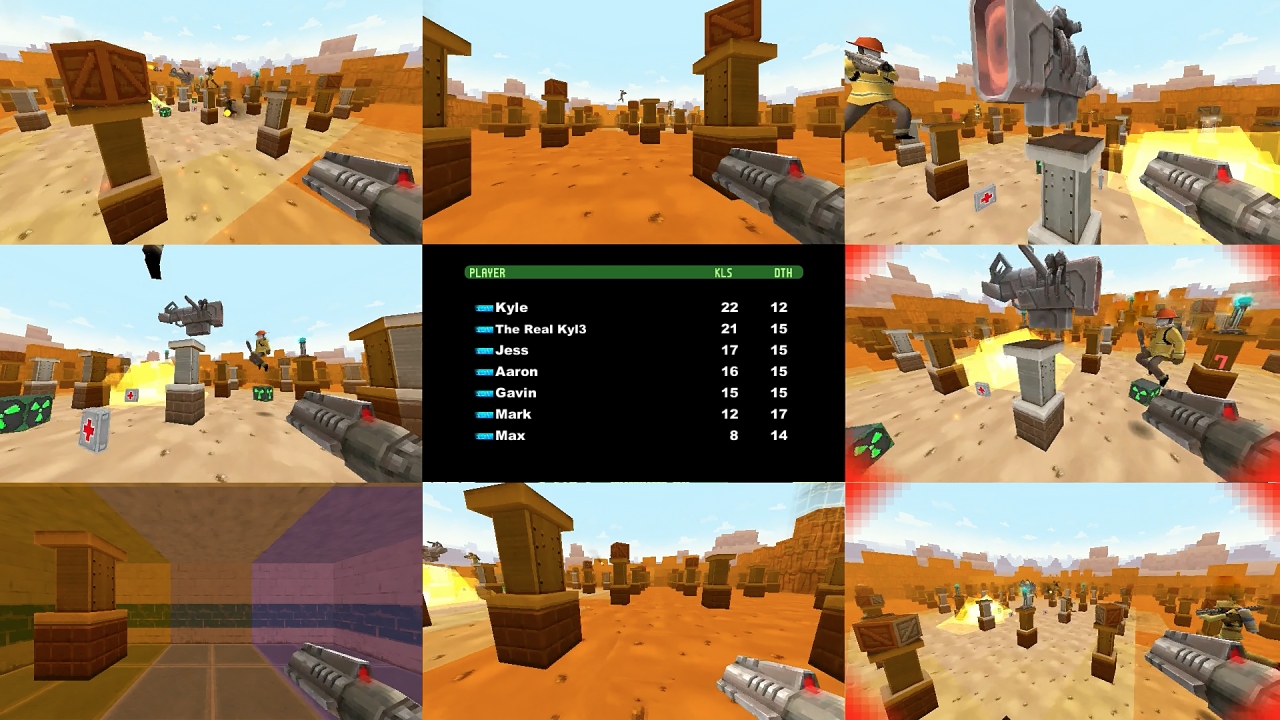 PLAYER KLS DTH
Kyle 22 12
The Real Kyl3 21 15
Jess 17 15
Aaron 16 15
Gavin 15 15
Mark 12 17
Max 8 14
7